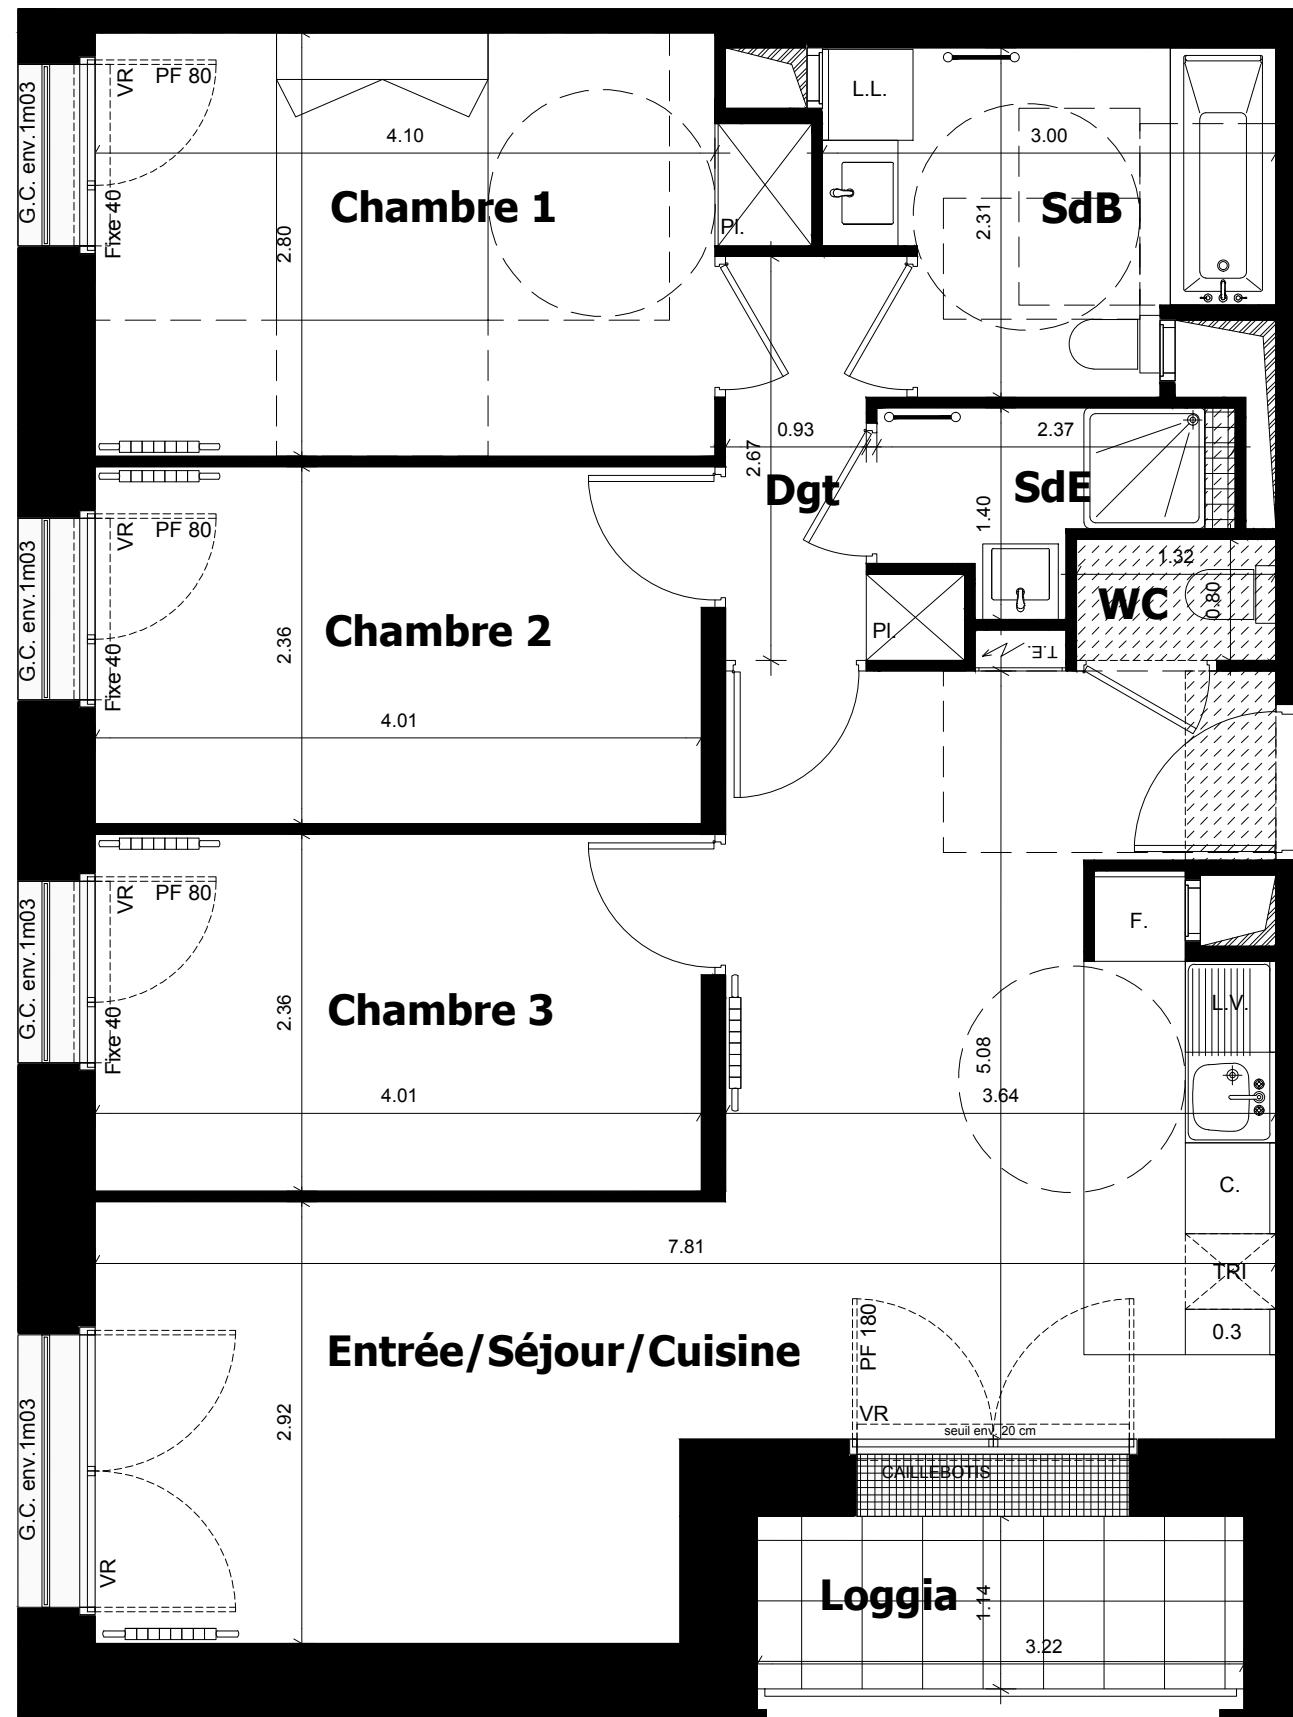 G.C. env.1m03
VR
PF 80
Fixe 40
4.10
Chambre 1
2.80
Pl.
L.L.
3.00
SdB
2.31
0.93
2.67
Dgt
2.37
SdE
1.40
1.32
WC
0.80
Pl.
T.E.
G.C. env.1m03
VR
PF 80
Fixe 40
Chambre 2
2.36
4.01
G.C. env.1m03
VR
PF 80
Fixe 40
Chambre 3
2.36
4.01
F.
L.V.
5.08
3.64
C.
TRI
0.3
7.81
Entrée/Séjour/Cuisine
2.92
G.C. env.1m03
VR
PF 180
VR
seuil env. 20 cm
CAILLEBOTIS
Loggia
1.14
3.22